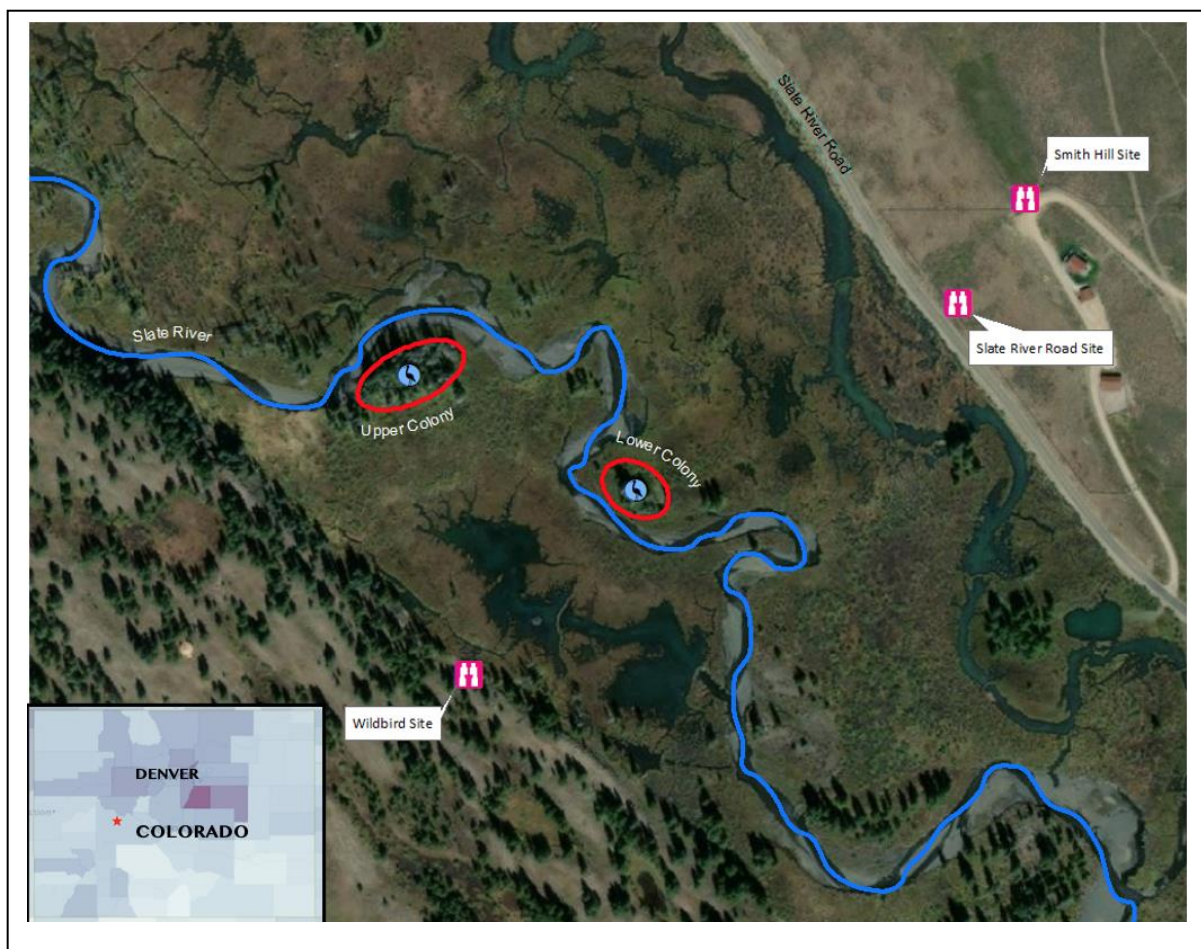 Slate River Road
Smith Hill Site
Slate River Road Site
Slate River
Upper Colony
Lower Colony
Wildbird Site
DENVER
COLORADO